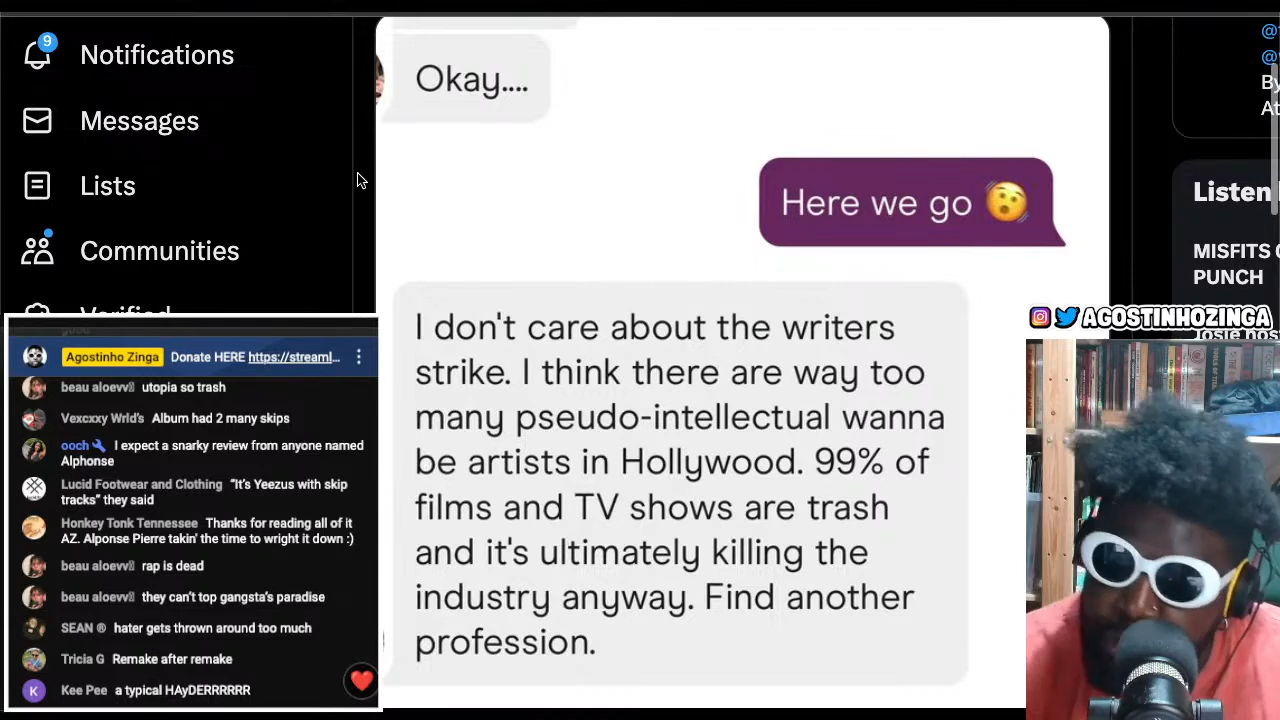 9
Notifications
Messages
Lists
Communities
Verified
Okay....
Here we go
I don't care about the writers
strike. I think there are way too
many pseudo-intellectual wanna
be artists in Hollywood. 99% of
films and TV shows are trash
and it's ultimately killing the
industry anyway. Find another
profession.
@
@
By
At
Listen
MISFITS
PUNCH
AGOSTINHOZINGA
Agostinho Zinga Donate HERE https://streaml...
beau aloevv utopia so trash
Vexcxxy Wrld's Album had 2 many skips
ooch I expect a snarky review from anyone named
Alphonse
Lucid Footwear and Clothing “It’s Yeezus with skip
tracks” they said
Honkey Tonk Tennessee Thanks for reading all of it
AZ. Alponse Pierre takin' the time to wright it down :)
beau aloevv rap is dead
beau aloevv they can’t top gangsta’s paradise
SEAN ® hater gets thrown around too much
Tricia G Remake after remake
K Kee Pee a typical HAyDERRRRRR